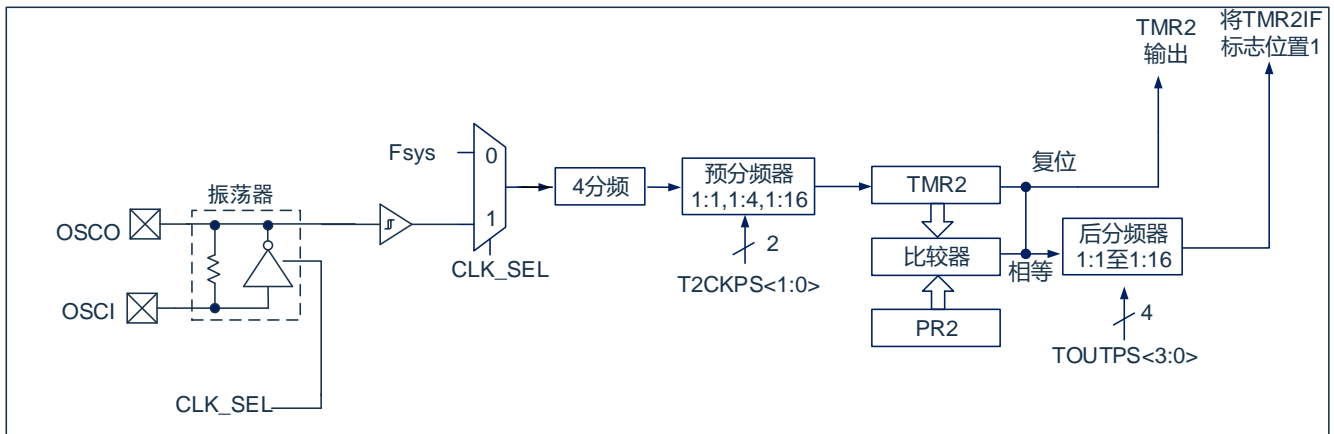 TMR2
输出
将TMR2IF
标志位置1
Fsys
0
1
CLK_SEL
4分频
预分频器
1:1,1:4,1:16
2
T2CKPS<1:0>
TMR2
复位
比较器
相等
PR2
后分频器
1:1至1:16
4
TOUTPS<3:0>
振荡器
OSCO
OSCI
CLK_SEL